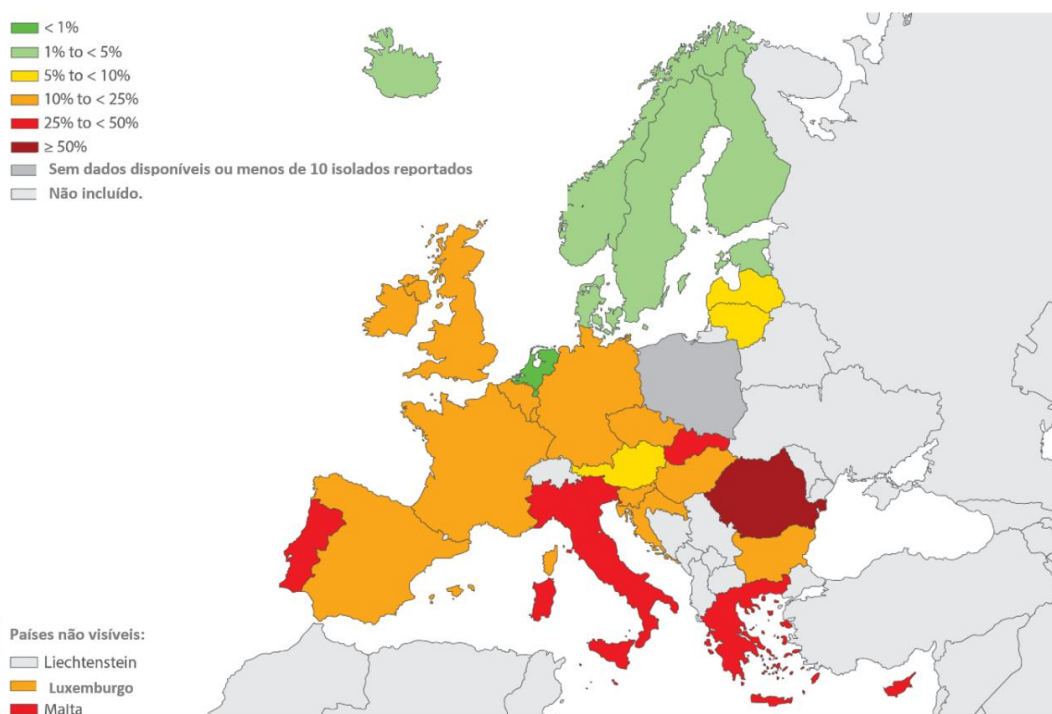 < 1%
1% to < 5%
5% to < 10%
10% to < 25%
25% to < 50%
≥ 50%
Sem dados disponíveis ou menos de 10 isolados reportados
Não incluído.
Países não visíveis:
Liechtenstein
Luxemburgo
Malta